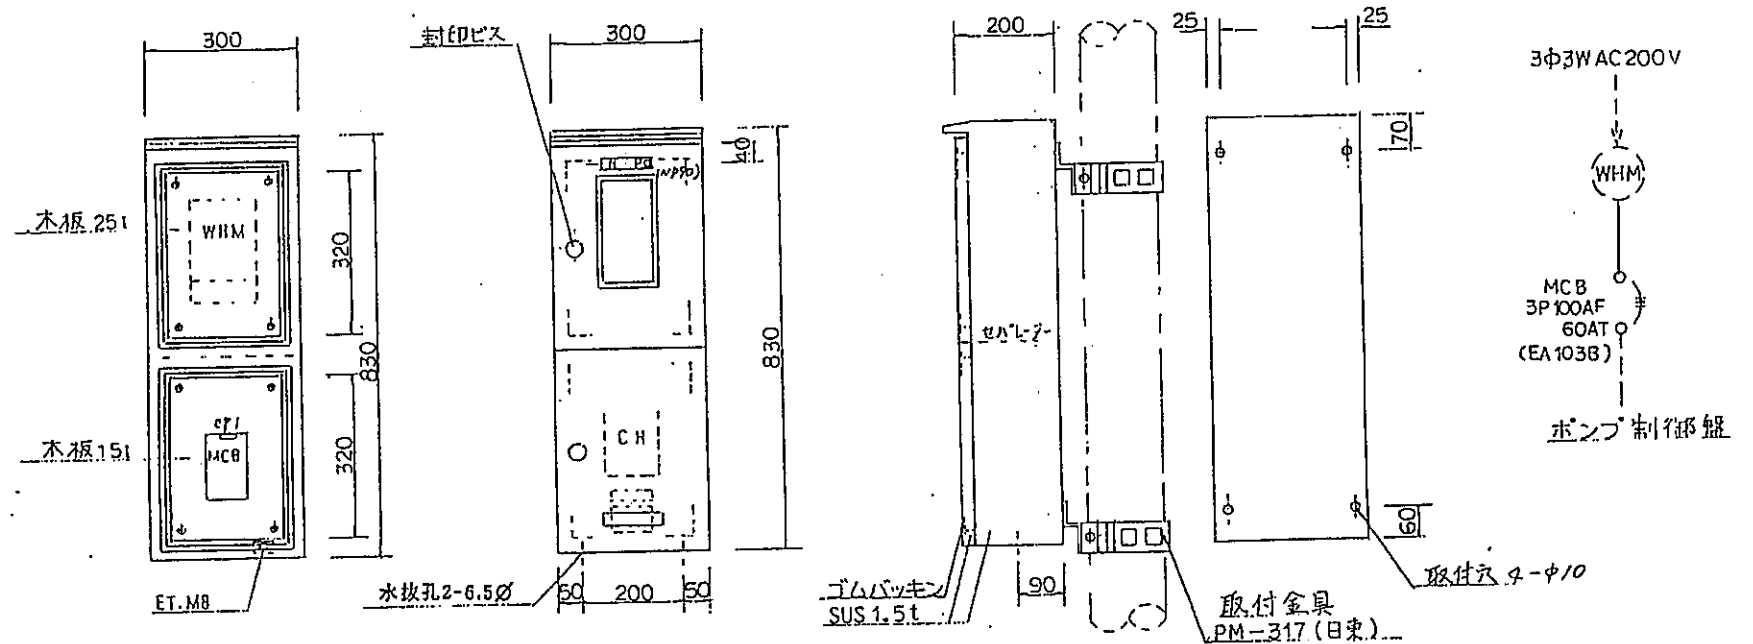 300
木板 25t
WHM
320
830
木板 15t
CP1
MCB
320
ET.M8
封印ビス
300
40
830
CH
水抜孔2-6.5Ø
50
200
50
200
セパレーター
ゴムパッキン
SUS 1.5t
90
取付金具
PM-317 (日東)
25
25
70
60
取付穴 4-φ10
3φ3W AC 200V
WHM
MCB
3P 100AF
60AT
(EA103B)
ポンプ制御盤